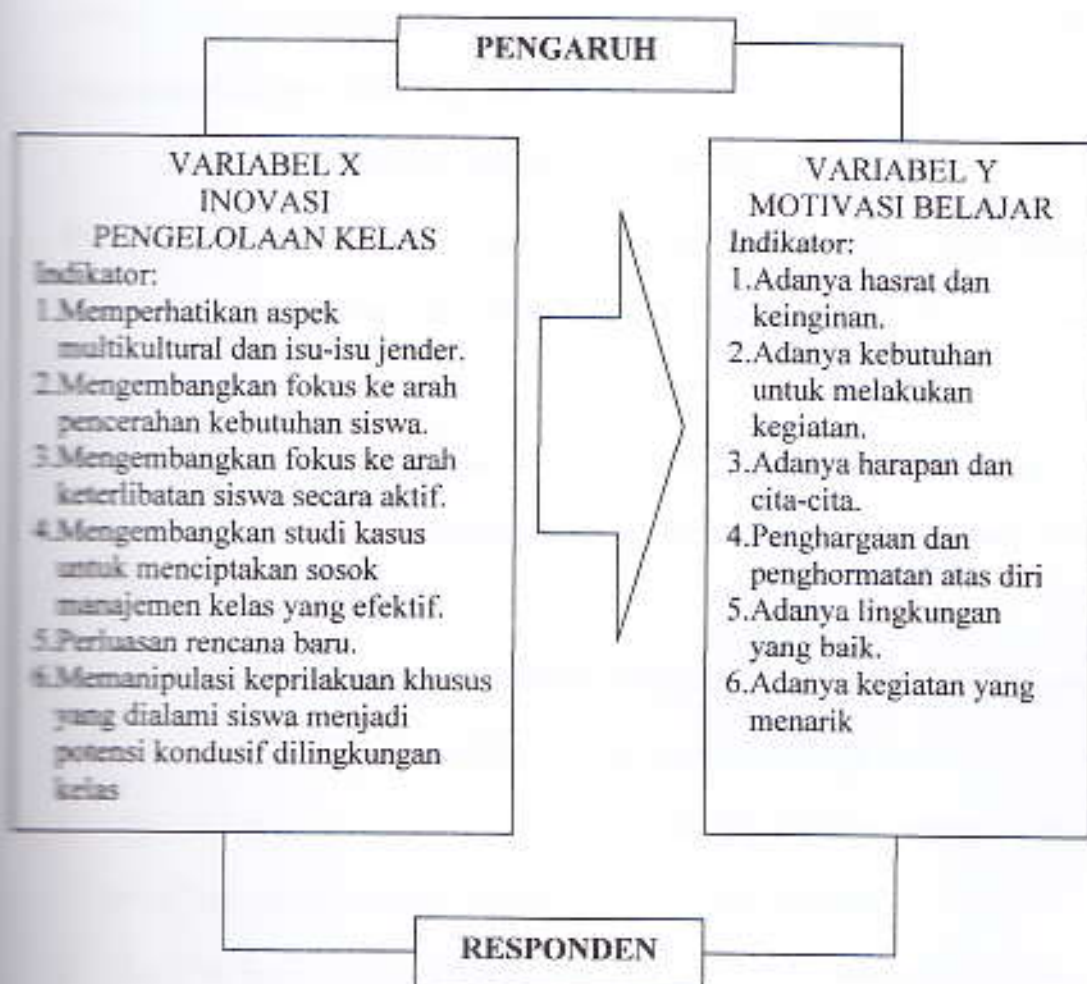 PENGARUH
VARIABEL X
INOVASI
PENGELOLAAN KELAS
Indikator:
1.Memperhatikan aspek
multikultural dan isu-isu jender.
2.Mengembangkan fokus ke arah
pencerahan kebutuhan siswa.
3.Mengembangkan fokus ke arah
keterlibatan siswa secara aktif.
4.Mengembangkan studi kasus
untuk menciptakan sosok
manajemen kelas yang efektif.
5.Perluasan rencana baru.
6.Memanipulasi keprilakuan khusus
yang dialami siswa menjadi
potensi kondusif dilingkungan
kelas
VARIABEL Y
MOTIVASI BELAJAR
Indikator:
1.Adanya hasrat dan
keinginan.
2.Adanya kebutuhan
untuk melakukan
kegiatan.
3.Adanya harapan dan
cita-cita.
4.Penghargaan dan
penghormatan atas diri
5.Adanya lingkungan
yang baik.
6.Adanya kegiatan yang
menarik
RESPONDEN